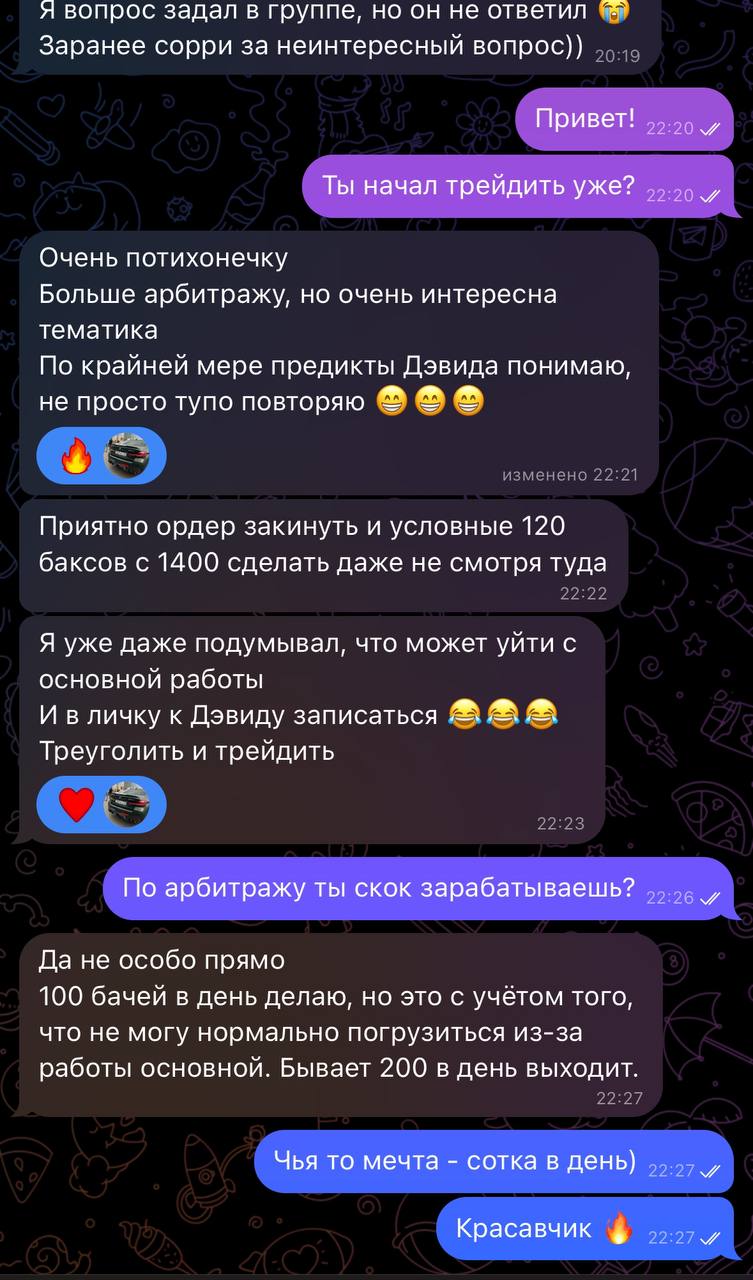 Я вопрос задал в группе, но он не ответил 😭
Заранее сорри за неинтересный вопрос)) 20:19
Привет! 22:20
Ты начал трейдить уже? 22:20
Очень потихонечку
Больше арбитражу, но очень интересна
тематика
По крайней мере предикты Дэвида понимаю,
не просто тупо повторяю 😁😁😁
изменено 22:21
Приятно ордер закинуть и условные 120
баксов с 1400 сделать даже не смотря туда
22:22
Я уже даже подумывал, что может уйти с
основной работы
И в личку к Дэвиду записаться 😂😂😂
Треуголить и трейдить
22:23
По арбитражу ты скок зарабатываешь? 22:26
Да не особо прямо
100 бачей в день делаю, но это с учётом того,
что не могу нормально погрузиться из-за
работы основной. Бывает 200 в день выходит.
22:27
Чья то мечта - сотка в день) 22:27
Красавчик 🔥 22:27